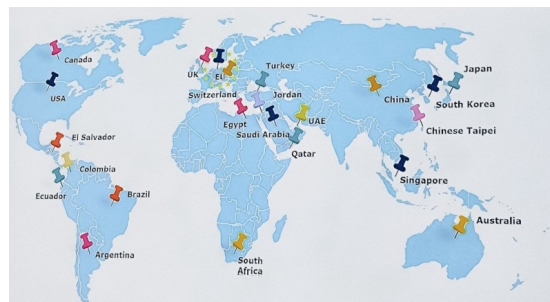 Canada
USA
El Salvador
Colombia
Ecuador
Brazil
Argentina
UK
EU
Switzerland
Turkey
Jordan
Egypt
Saudi Arabia
UAE
Qatar
South
Africa
China
Japan
South Korea
Chinese Taipei
Singapore
Australia